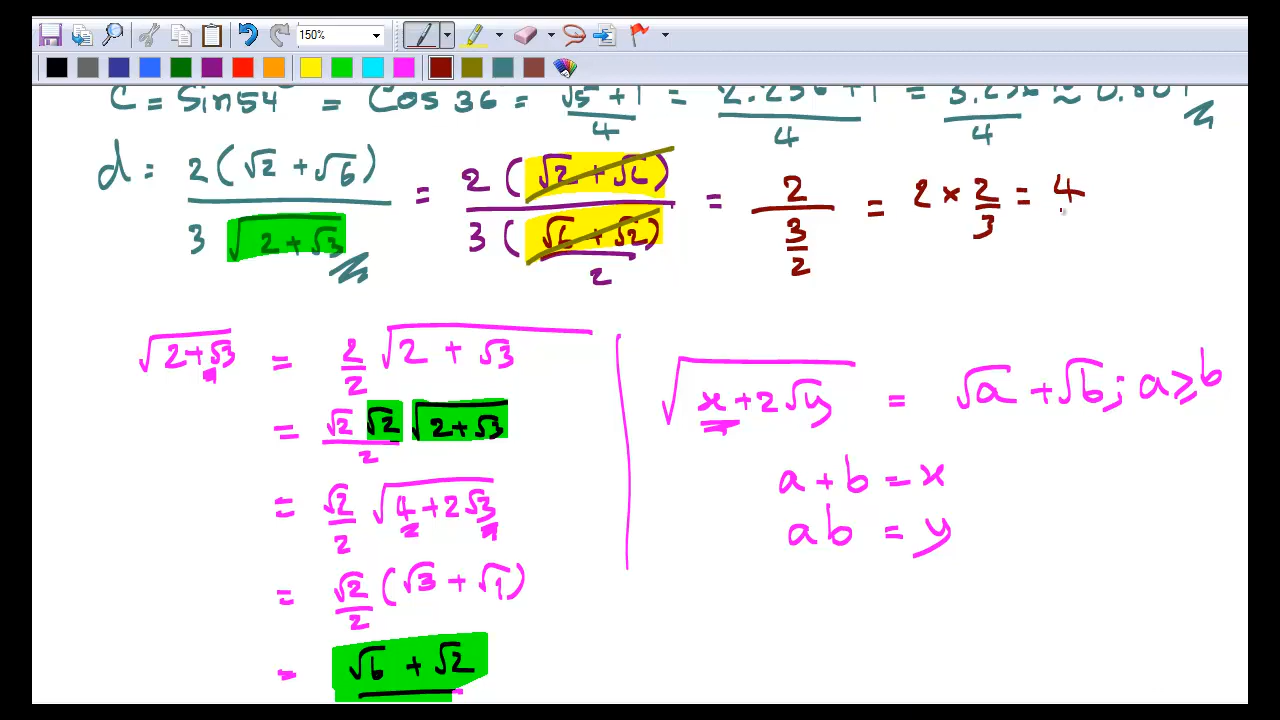 150%
C = Sin54° = Cos 36 = (√5 + 1)/4 = (2.236 + 1)/4 = 3.236/4 ≈ 0.809
d = 2(√2 + √6) / 3√(2+√3) = 2(√2 + √6) / 3((√6 + √2)/2) = 2/(3/2) = 2 × 2/3 = 4
√(2+√3) = 2/2 √(2 + √3)
= √2 √2/2 √(2+√3)
= √2/2 √(4+2√3)
= √2/2 (√3 + √1)
= √6 + √2
√(x+2√y) = √a + √b; a ≥ b
a + b = x
ab = y